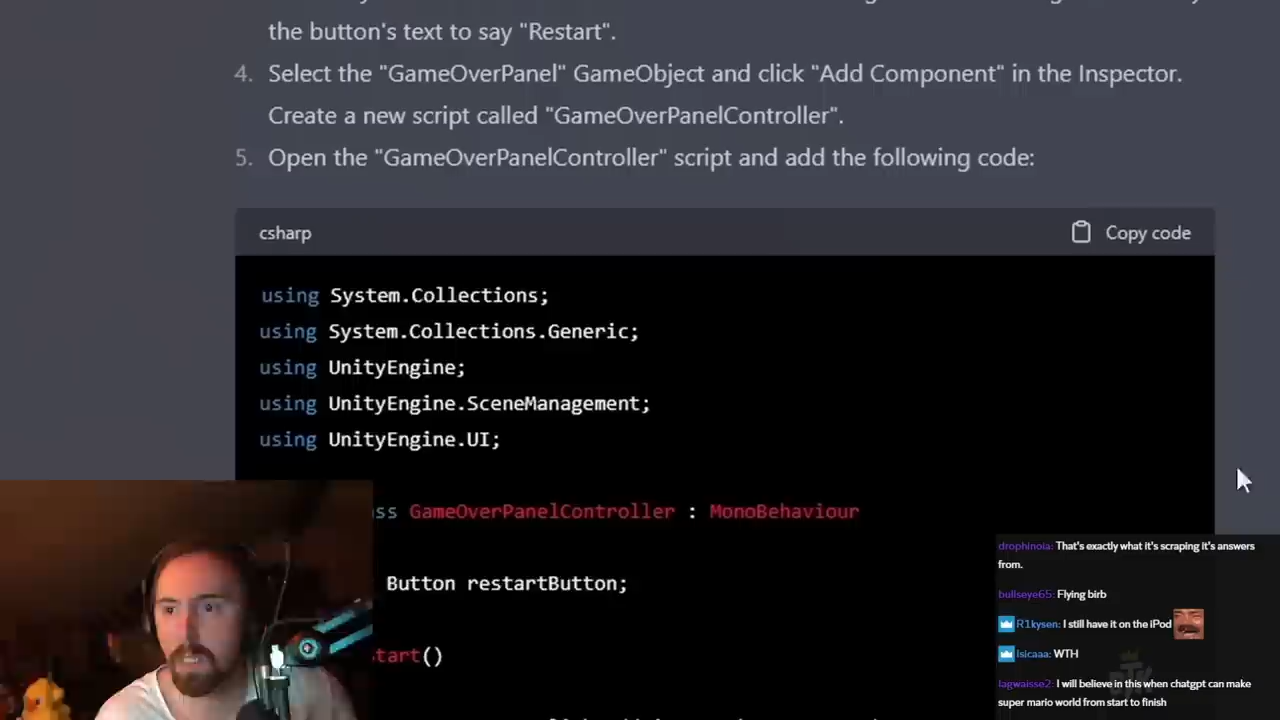 the button's text to say "Restart".
4. Select the "GameOverPanel" GameObject and click "Add Component" in the Inspector.
Create a new script called "GameOverPanelController".
5. Open the "GameOverPanelController" script and add the following code:
csharp
Copy code
using System.Collections;
using System.Collections.Generic;
using UnityEngine;
using UnityEngine.SceneManagement;
using UnityEngine.UI;
ss GameOverPanelController : MonoBehaviour
Button restartButton;
tart()
drophinoia: That's exactly what it's scraping it's answers
from.
bullseye65: Flying birb
R1kysen: I still have it on the iPod
lsicaaa: WTH
lagwaisse2: I will believe in this when chatgpt can make
super mario world from start to finish